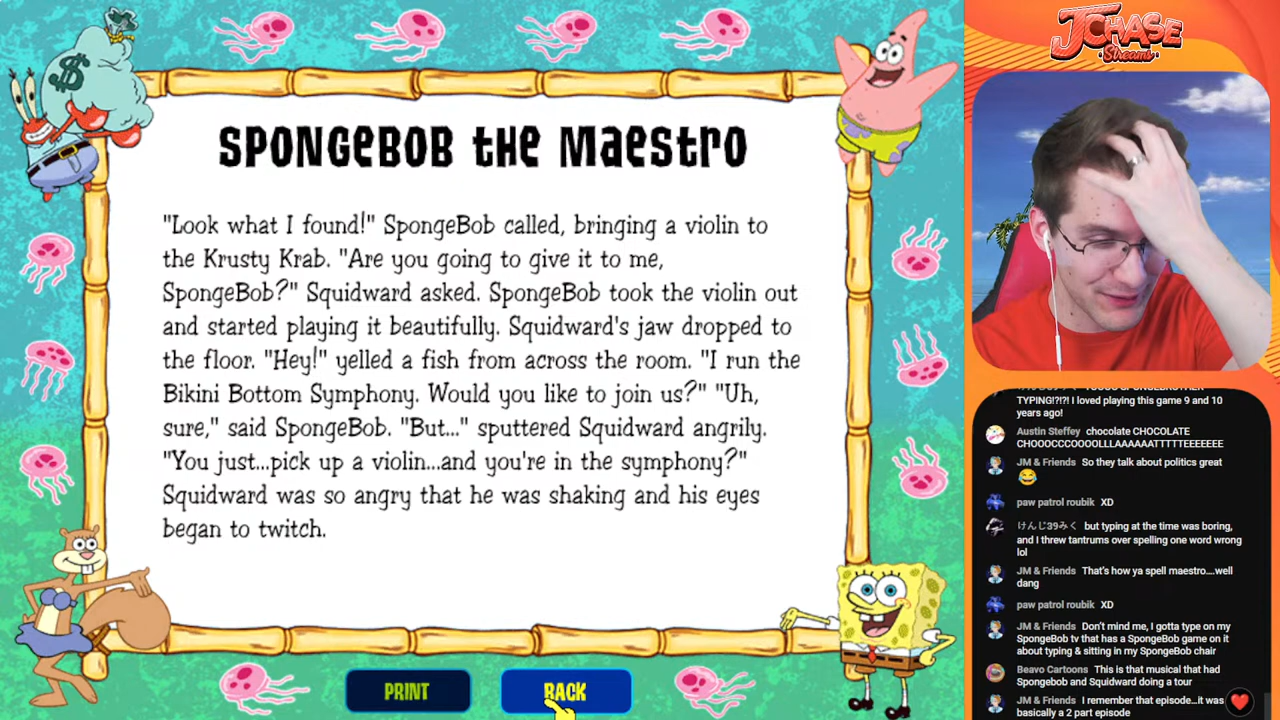 SPONGEBOB the Maestro
"Look what I found!" SpongeBob called, bringing a violin to
the Krusty Krab. "Are you going to give it to me,
SpongeBob?" Squidward asked. SpongeBob took the violin out
and started playing it beautifully. Squidward's jaw dropped to
the floor. "Hey!" yelled a fish from across the room. "I run the
Bikini Bottom Symphony. Would you like to join us?" "Uh,
sure," said SpongeBob. "But..." sputtered Squidward angrily.
"You just...pick up a violin...and you're in the symphony?"
Squidward was so angry that he was shaking and his eyes
began to twitch.
PRINT
BACK
$
JCHASE
Streams
TYPING!?!?! I loved playing this game 9 and 10
years ago!
Austin Steffey chocolate CHOCOLATE
CHOOOCCCOOOOLLLAAAAAATTTTTEEEEEEE
JM & Friends So they talk about politics great
😂
paw patrol roubik XD
けんじ39みく but typing at the time was boring,
and I threw tantrums over spelling one word wrong
lol
JM & Friends That's how ya spell maestro....well
dang
paw patrol roubik XD
JM & Friends Don't mind me, I gotta type on my
SpongeBob tv that has a SpongeBob game on it
about typing & sitting in my SpongeBob chair
Beavo Cartoons This is that musical that had
Spongebob and Squidward doing a tour
JM & Friends I remember that episode...it was
basically a 2 part episode